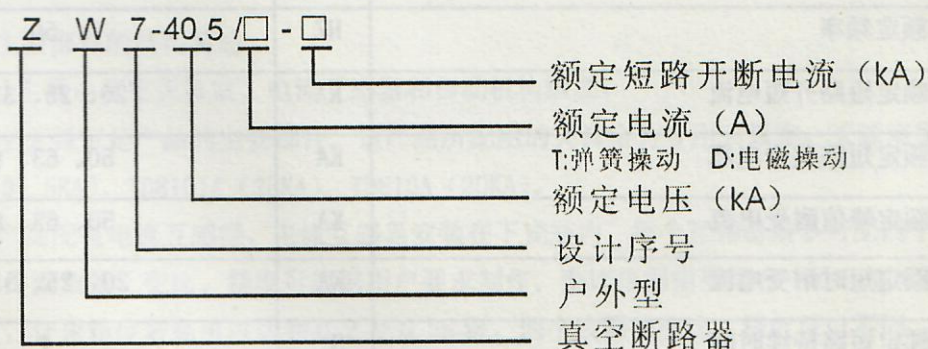 Z W 7-40.5/□-□
额定短路开断电流（kA）
额定电流（A）
T:弹簧操动 D:电磁操动
额定电压（kA）
设计序号
户外型
真空断路器